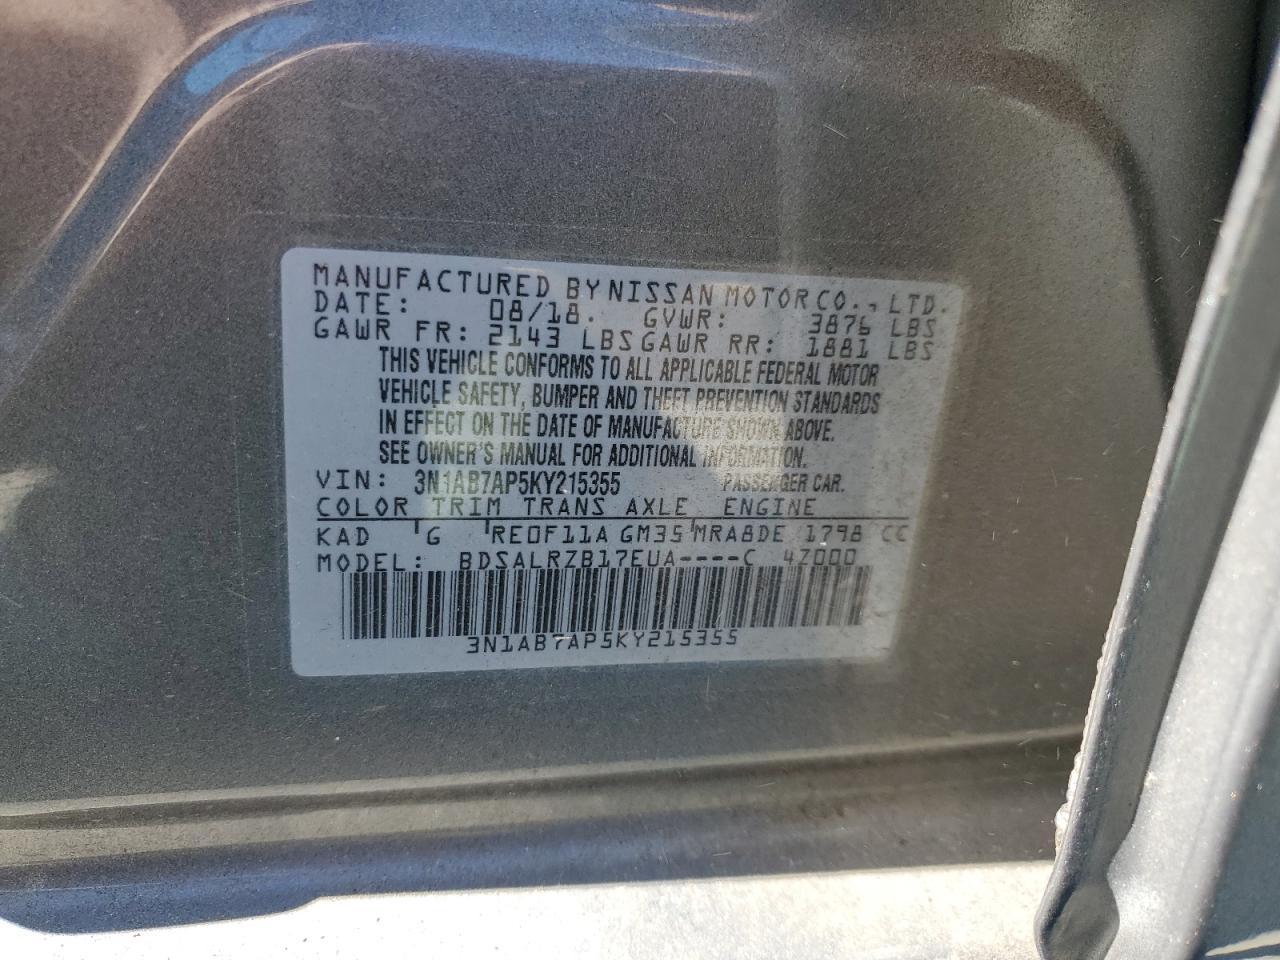 MANUFACTURED BY NISSAN MOTOR CO., LTD.
DATE: 08/18. GVWR: 3876 LBS
GAWR FR: 2143 LBS GAWR RR: 1881 LBS
THIS VEHICLE CONFORMS TO ALL APPLICABLE FEDERAL MOTOR
VEHICLE SAFETY, BUMPER AND THEFT PREVENTION STANDARDS
IN EFFECT ON THE DATE OF MANUFACTURE SHOWN ABOVE.
SEE OWNER'S MANUAL FOR ADDITIONAL INFORMATION.
VIN: 3N1AB7AP5KY215355 PASSENGER CAR.
COLOR TRIM TRANS AXLE ENGINE
KAD G RE0F11A GM35 MRA8DE 1798 CC
MODEL: BDSALRZB17EUA----C 4Z000
3N1AB7AP5KY215355